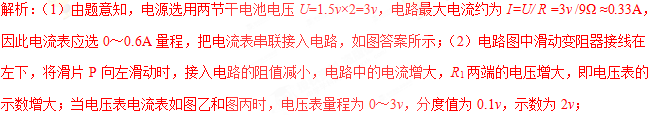 解析：（1）由题意知，电源选用两节干电池电压 U=1.5v×2=3v，电路最大电流约为 I=U/ R =3v /9Ω ≈0.33A，
因此电流表应选 0～0.6A 量程，把电流表串联接入电路，如图答案所示；（2）电路图中滑动变阻器接线在
左下，将滑片 P 向左滑动时，接入电路的阻值减小，电路中的电流增大，R₁ 两端的电压增大，即电压表的
示数增大；当电压表电流表如图乙和图丙时，电压表量程为 0～3v，分度值为 0.1v，示数为 2v；